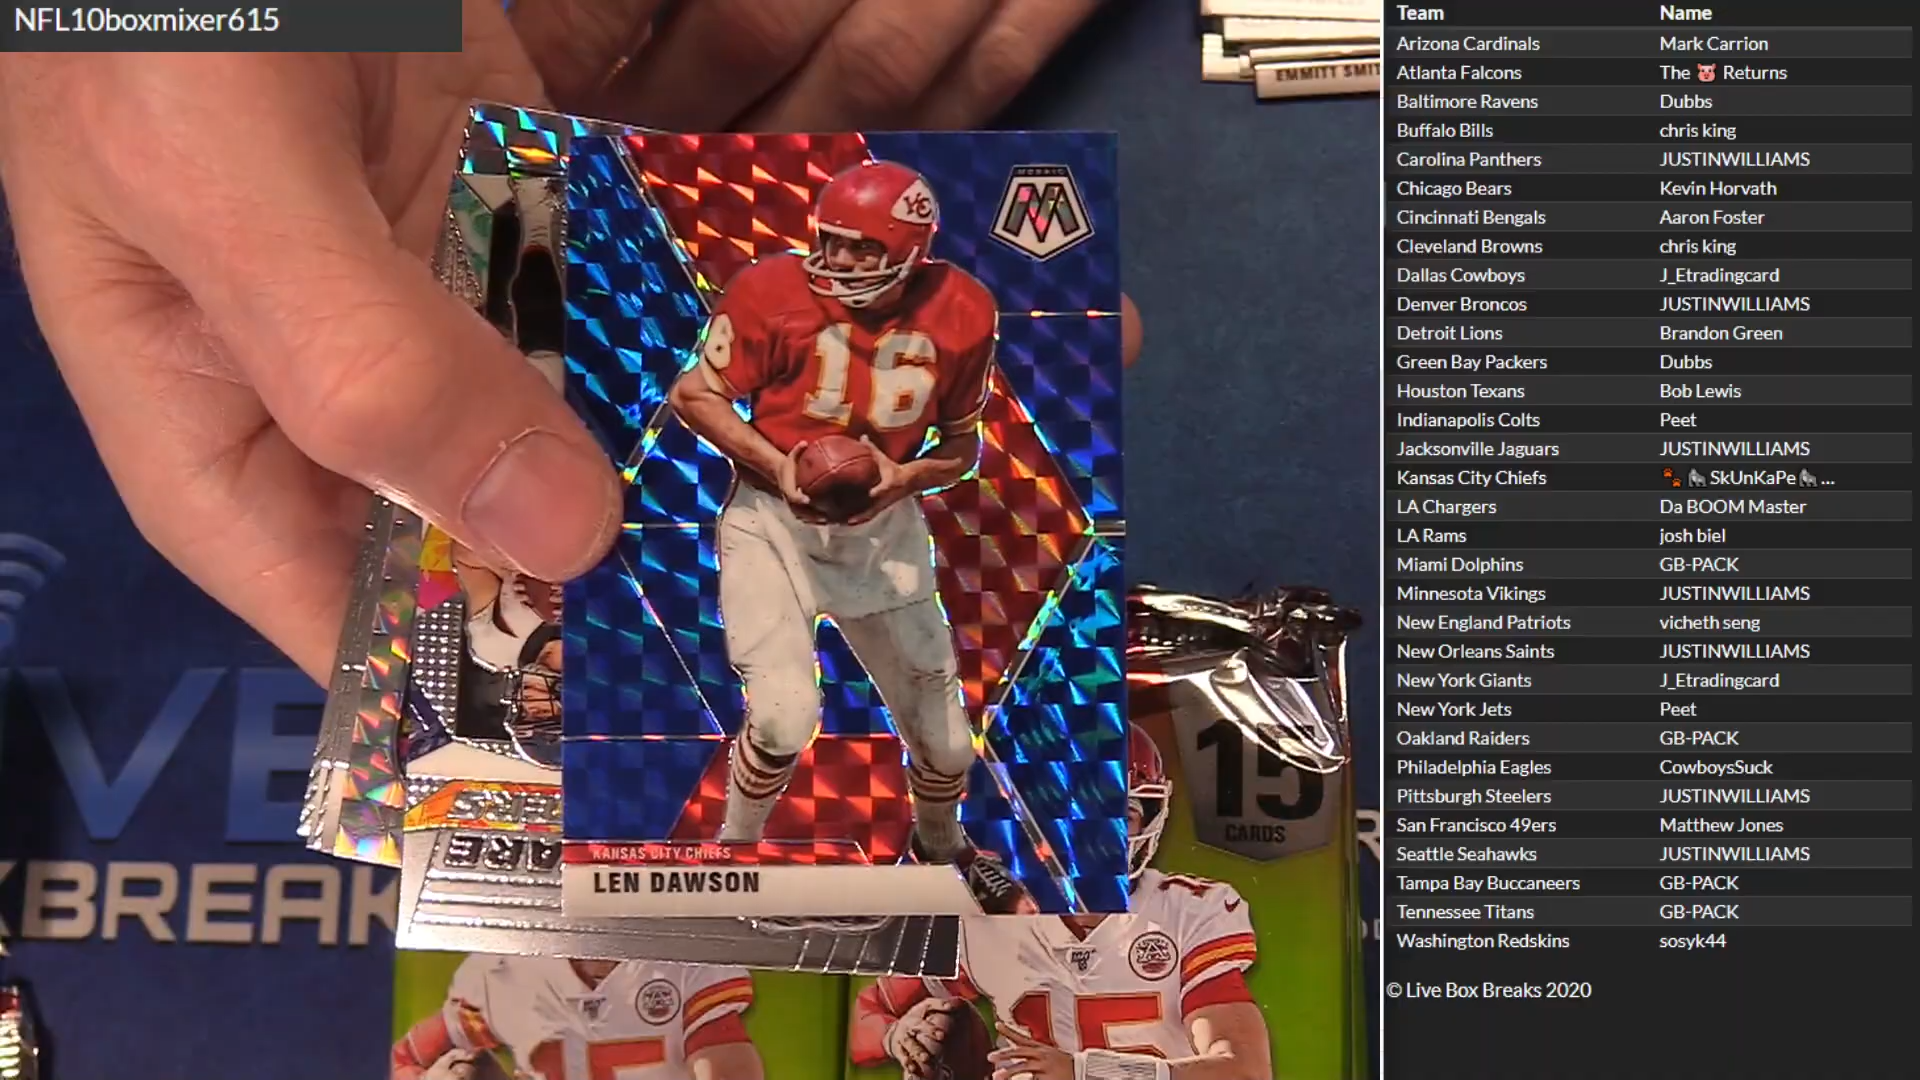 NFL10boxmixer615
EMMITT SMIT
MOSAIC
M
KC
16
KANSAS CITY CHIEFS
LEN DAWSON
15
CARDS
BREAK
15
15
Team Name
Arizona Cardinals Mark Carrion
Atlanta Falcons The 🐷 Returns
Baltimore Ravens Dubbs
Buffalo Bills chris king
Carolina Panthers JUSTINWILLIAMS
Chicago Bears Kevin Horvath
Cincinnati Bengals Aaron Foster
Cleveland Browns chris king
Dallas Cowboys J_Etradingcard
Denver Broncos JUSTINWILLIAMS
Detroit Lions Brandon Green
Green Bay Packers Dubbs
Houston Texans Bob Lewis
Indianapolis Colts Peet
Jacksonville Jaguars JUSTINWILLIAMS
Kansas City Chiefs 🐾🦍SkUnKaPe🦍...
LA Chargers Da BOOM Master
LA Rams josh biel
Miami Dolphins GB-PACK
Minnesota Vikings JUSTINWILLIAMS
New England Patriots vicheth seng
New Orleans Saints JUSTINWILLIAMS
New York Giants J_Etradingcard
New York Jets Peet
Oakland Raiders GB-PACK
Philadelphia Eagles CowboysSuck
Pittsburgh Steelers JUSTINWILLIAMS
San Francisco 49ers Matthew Jones
Seattle Seahawks JUSTINWILLIAMS
Tampa Bay Buccaneers GB-PACK
Tennessee Titans GB-PACK
Washington Redskins sosyk44
© Live Box Breaks 2020